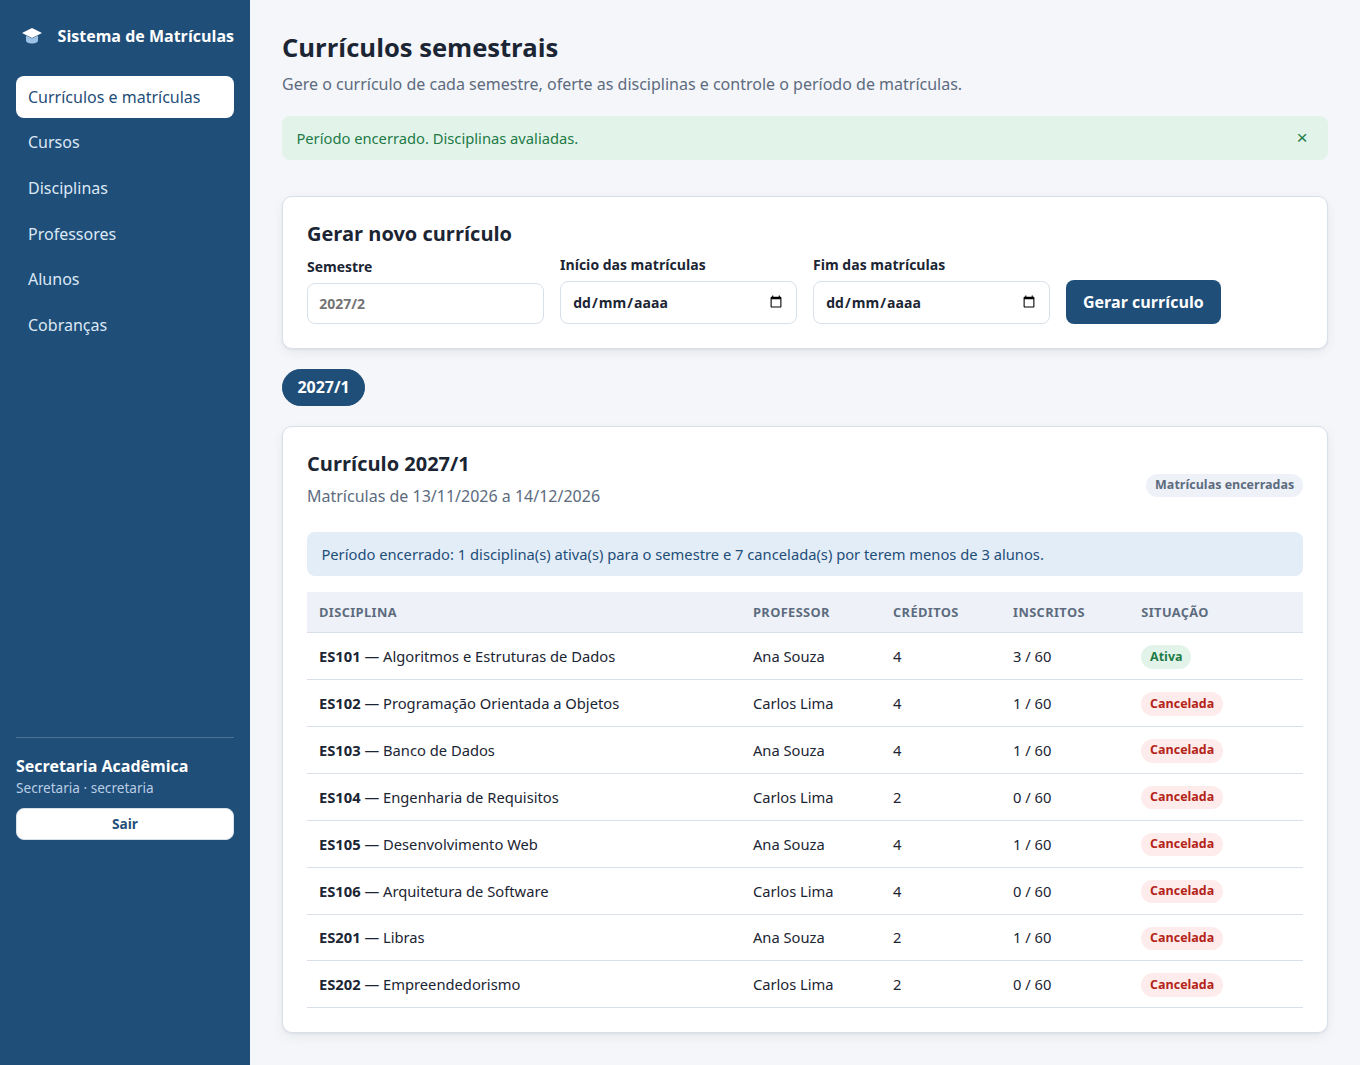 Sistema de Matrículas
Currículos e matrículas
Cursos
Disciplinas
Professores
Alunos
Cobranças
Secretaria Acadêmica
Secretaria · secretaria
Sair
Currículos semestrais
Gere o currículo de cada semestre, oferte as disciplinas e controle o período de matrículas.
Período encerrado. Disciplinas avaliadas. ×
Gerar novo currículo
Semestre Início das matrículas Fim das matrículas
2027/2 dd/mm/aaaa dd/mm/aaaa Gerar currículo
2027/1
Currículo 2027/1
Matrículas de 13/11/2026 a 14/12/2026
Matrículas encerradas
Período encerrado: 1 disciplina(s) ativa(s) para o semestre e 7 cancelada(s) por terem menos de 3 alunos.
DISCIPLINA PROFESSOR CRÉDITOS INSCRITOS SITUAÇÃO
ES101 — Algoritmos e Estruturas de Dados Ana Souza 4 3 / 60 Ativa
ES102 — Programação Orientada a Objetos Carlos Lima 4 1 / 60 Cancelada
ES103 — Banco de Dados Ana Souza 4 1 / 60 Cancelada
ES104 — Engenharia de Requisitos Carlos Lima 2 0 / 60 Cancelada
ES105 — Desenvolvimento Web Ana Souza 4 1 / 60 Cancelada
ES106 — Arquitetura de Software Carlos Lima 4 0 / 60 Cancelada
ES201 — Libras Ana Souza 2 1 / 60 Cancelada
ES202 — Empreendedorismo Carlos Lima 2 0 / 60 Cancelada